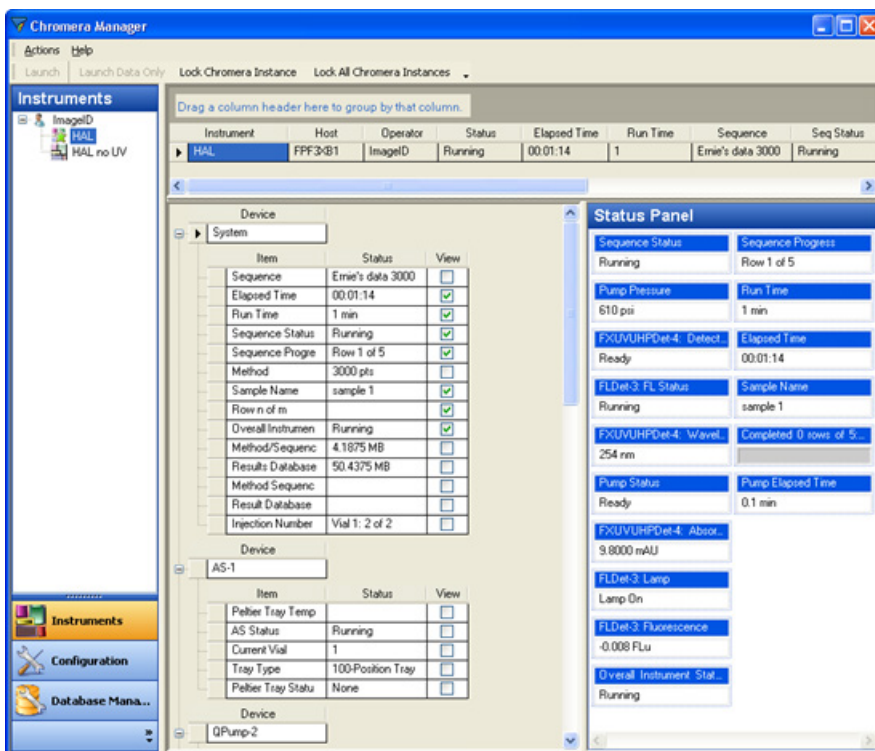 Chromera Manager
Actions Help
Launch Launch Data Only Lock Chromera Instance Lock All Chromera Instances
Instruments
ImageID
HAL
HAL no UV
Drag a column header here to group by that column.
Instrument Host Operator Status Elapsed Time Run Time Sequence Seq Status
HAL FPF3XB1 ImageID Running 00:01:14 1 Ernie's data 3000 Running
Device
System
Item Status View
Sequence Ernie's data 3000
Elapsed Time 00:01:14
Run Time 1 min
Sequence Status Running
Sequence Progre Row 1 of 5
Method 3000 pts
Sample Name sample 1
Row n of m
Overall Instrumen Running
Method/Sequenc 4.1875 MB
Results Database 50.4375 MB
Method Sequenc
Result Database
Injection Number Vial 1: 2 of 2
Device
AS-1
Item Status View
Peltier Tray Temp
AS Status Running
Current Vial 1
Tray Type 100-Position Tray
Peltier Tray Statu None
Device
QPump-2
Status Panel
Sequence Status Sequence Progress
Running Row 1 of 5
Pump Pressure Run Time
610 psi 1 min
FXUVUHPDet-4: Detect... Elapsed Time
Ready 00:01:14
FLDet-3: FL Status Sample Name
Running sample 1
FXUVUHPDet-4: Wavel... Completed 0 rows of 5:...
254 nm
Pump Status Pump Elapsed Time
Ready 0.1 min
FXUVUHPDet-4: Absor...
9.8000 mAU
FLDet-3: Lamp
Lamp On
FLDet-3: Fluorescence
-0.008 FLu
Overall Instrument Stat...
Running
Instruments
Configuration
Database Mana...